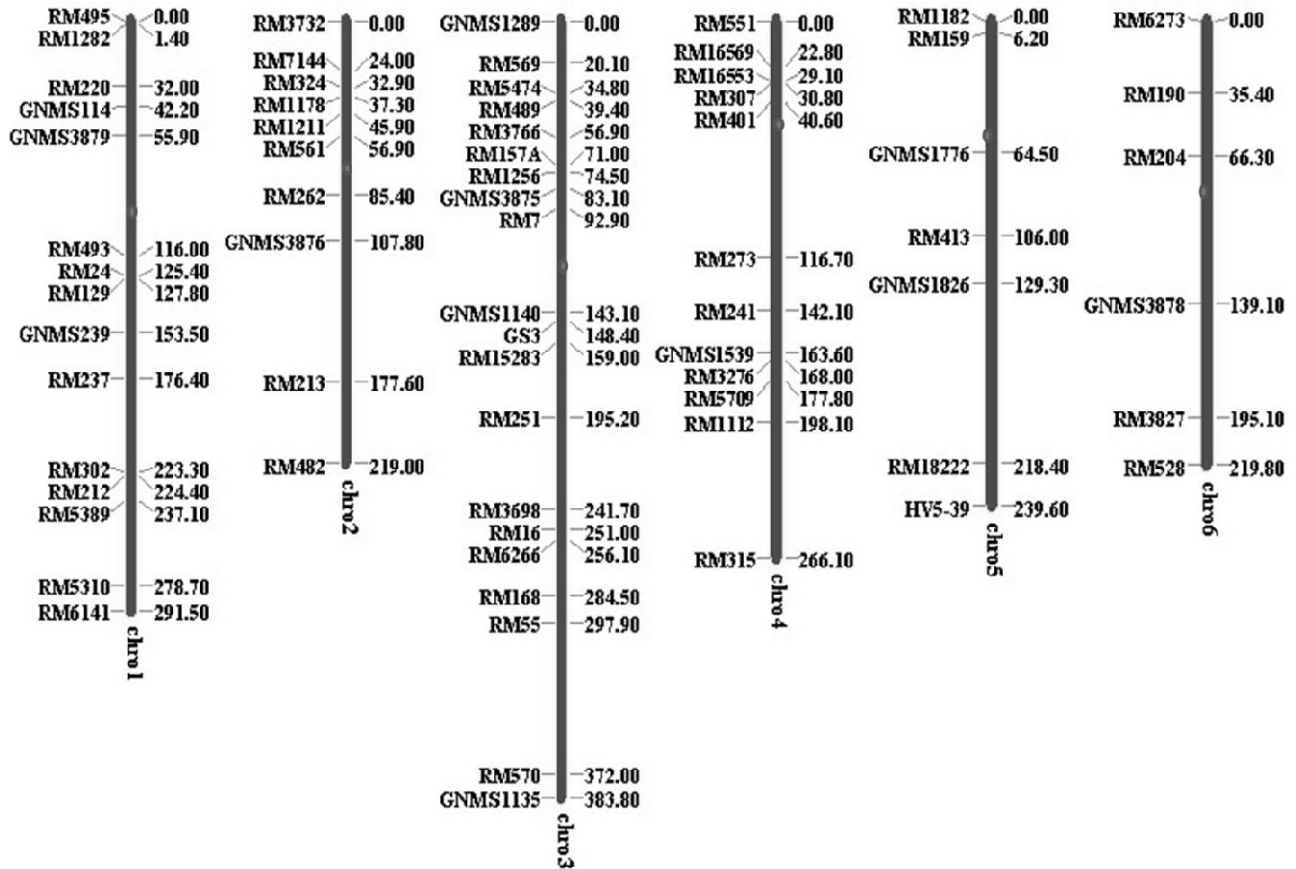 RM495 0.00
RM1282 1.40
RM220 32.00
GNMS114 42.20
GNMS3879 55.90
RM493 116.00
RM24 125.40
RM129 127.80
GNMS239 153.50
RM237 176.40
RM302 223.30
RM212 224.40
RM5389 237.10
RM5310 278.70
RM6141 291.50
chro1
RM3732 0.00
RM7144 24.00
RM324 32.90
RM1178 37.30
RM1211 45.90
RM561 56.90
RM262 85.40
GNMS3876 107.80
RM213 177.60
RM482 219.00
chro2
GNMS1289 0.00
RM569 20.10
RM5474 34.80
RM489 39.40
RM3766 56.90
RM157A 71.00
RM1256 74.50
GNMS3875 83.10
RM7 92.90
GNMS1140 143.10
GS3 148.40
RM15283 159.00
RM251 195.20
RM3698 241.70
RM16 251.00
RM6266 256.10
RM168 284.50
RM55 297.90
RM570 372.00
GNMS1135 383.80
chro3
RM551 0.00
RM16569 22.80
RM16553 29.10
RM307 30.80
RM401 40.60
RM273 116.70
RM241 142.10
GNMS1539 163.60
RM3276 168.00
RM5709 177.80
RM1112 198.10
RM315 266.10
chro4
RM1182 0.00
RM159 6.20
GNMS1776 64.50
RM413 106.00
GNMS1826 129.30
RM18222 218.40
HV5-39 239.60
chro5
RM6273 0.00
RM190 35.40
RM204 66.30
GNMS3878 139.10
RM3827 195.10
RM528 219.80
chro6